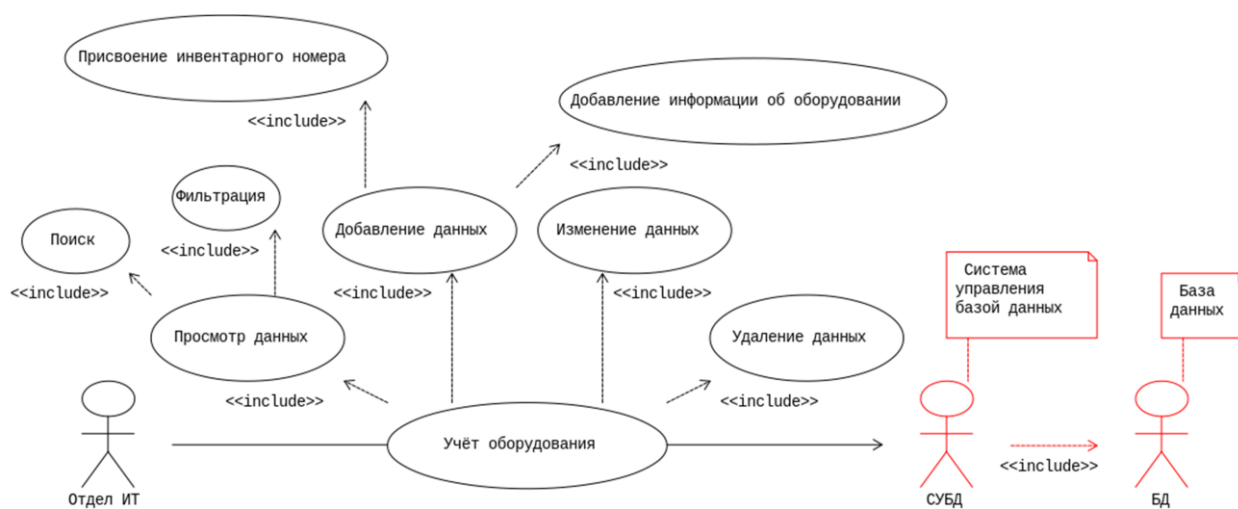 Присвоение инвентарного номера
Добавление информации об оборудовании
<<include>>
<<include>>
Фильтрация
Поиск
Добавление данных
Изменение данных
<<include>>
Система
управления
базой данных
База
данных
<<include>>
<<include>>
<<include>>
Просмотр данных
Удаление данных
<<include>>
<<include>>
Учёт оборудования
<<include>>
Отдел ИТ
СУБД
БД